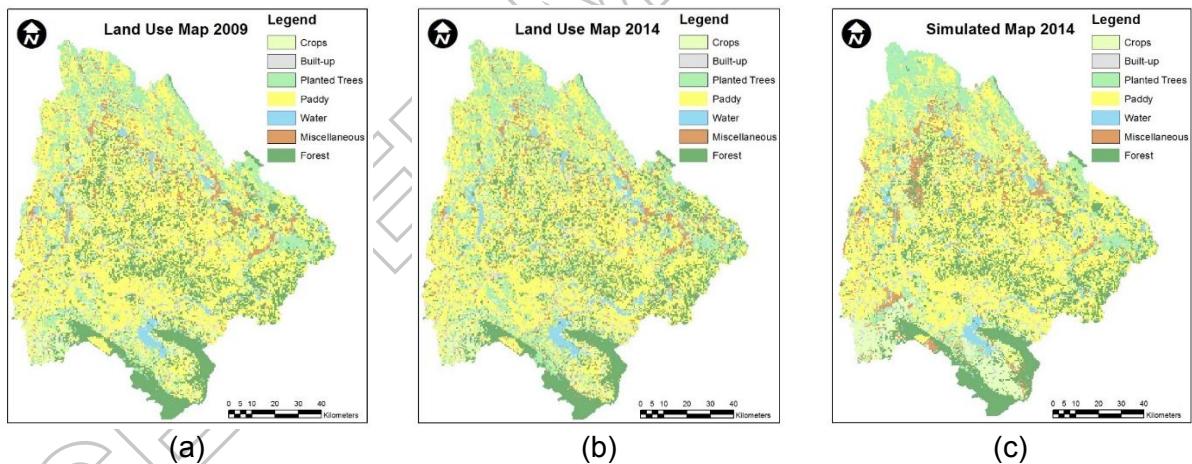 N
Land Use Map 2009
Legend
Crops
Built-up
Planted Trees
Paddy
Water
Miscellaneous
Forest
0 5 10 20 30 40
Kilometers
(a)
N
Land Use Map 2014
Legend
Crops
Built-up
Planted Trees
Paddy
Water
Miscellaneous
Forest
0 5 10 20 30 40
Kilometers
(b)
N
Simulated Map 2014
Legend
Crops
Built-up
Planted Trees
Paddy
Water
Miscellaneous
Forest
0 5 10 20 30 40
Kilometers
(c)